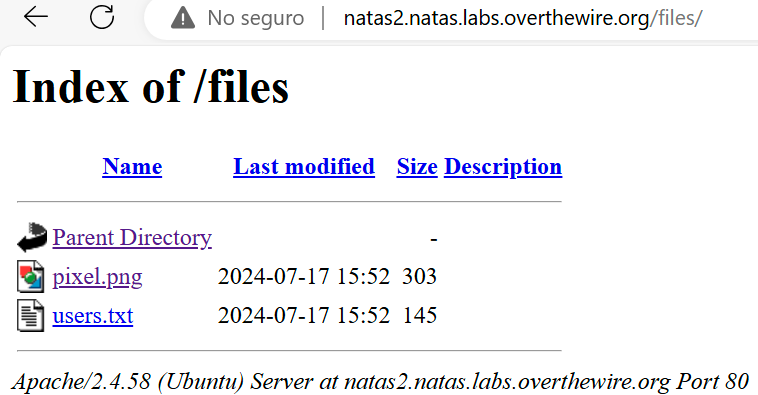 No seguro | natas2.natas.labs.overthewire.org/files/
Index of /files
Name Last modified Size Description
Parent Directory -
pixel.png 2024-07-17 15:52 303
users.txt 2024-07-17 15:52 145
Apache/2.4.58 (Ubuntu) Server at natas2.natas.labs.overthewire.org Port 80